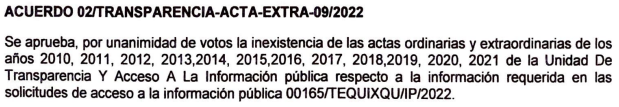 ACUERDO 02/TRANSPARENCIA-ACTA-EXTRA-09/2022
Se aprueba, por unanimidad de votos la inexistencia de las actas ordinarias y extraordinarias de los
años 2010, 2011, 2012, 2013,2014, 2015,2016, 2017, 2018,2019, 2020, 2021 de la Unidad De
Transparencia Y Acceso A La Información pública respecto a la información requerida en las
solicitudes de acceso a la información pública 00165/TEQUIXQU/IP/2022.